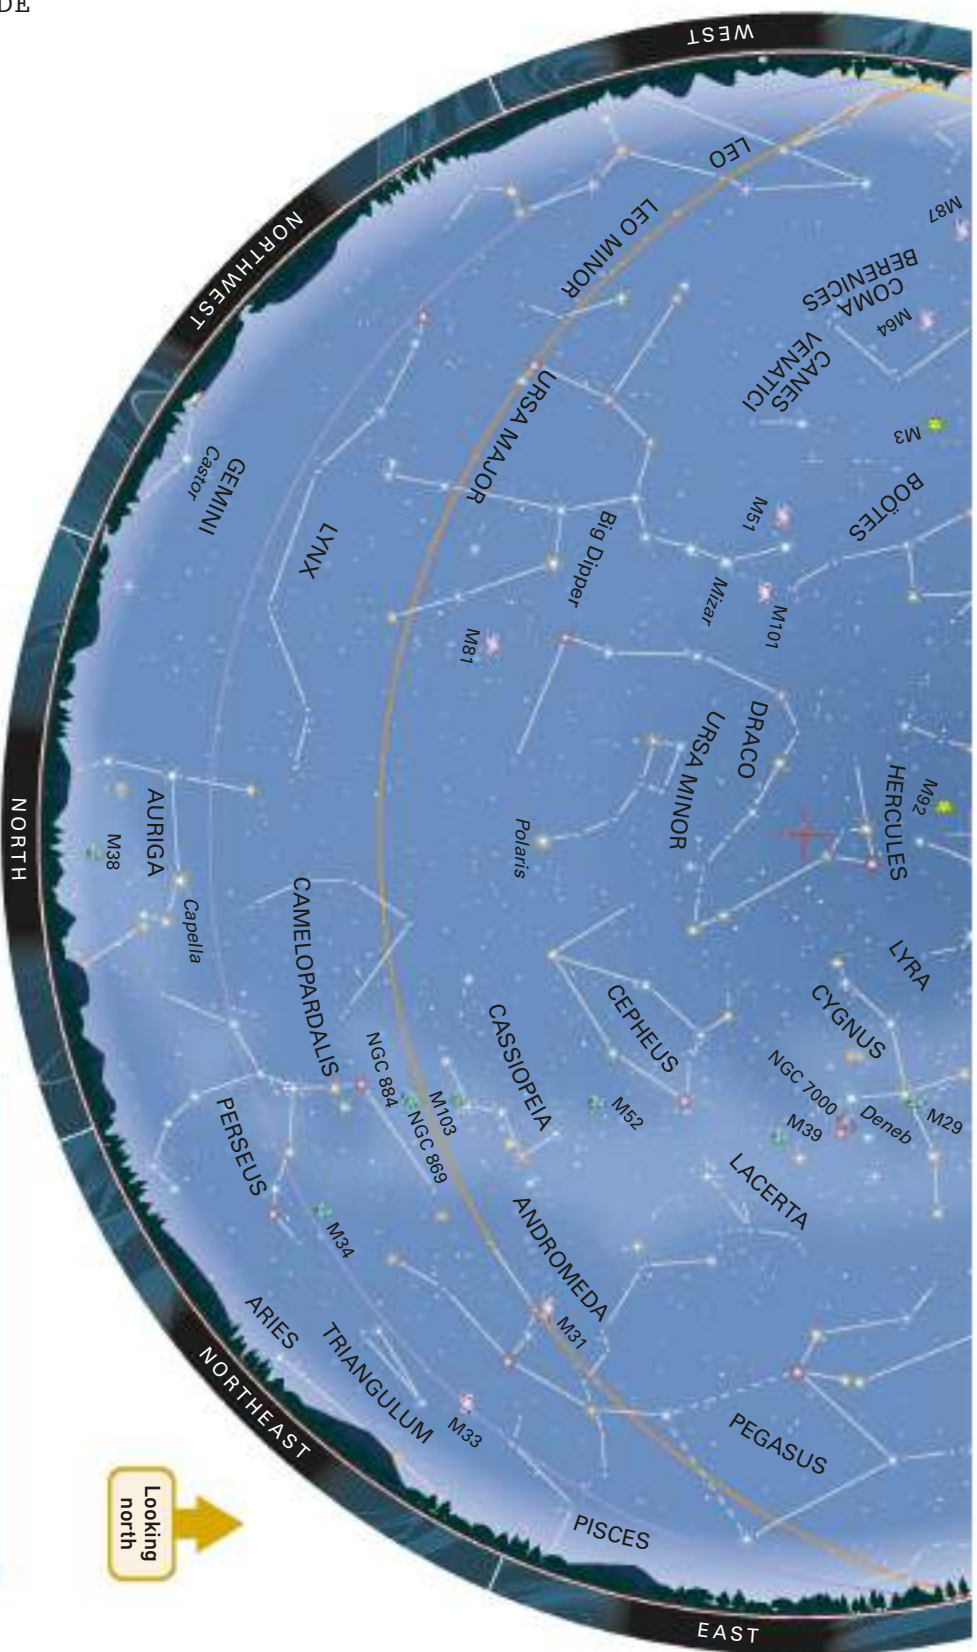 DE
WEST
NORTHWEST
NORTH
NORTHEAST
EAST
LEO
LEO MINOR
M87
COMA
BERENICES
M64
CANES
VENATICI
M3
BOÖTES
URSA MAJOR
GEMINI
Castor
LYNX
Big Dipper
M51
Mizar
M101
M81
DRACO
URSA MINOR
Polaris
HERCULES
M92
AURIGA
M38
Capella
CAMELOPARDALIS
LYRA
CYGNUS
CEPHEUS
CASSIOPEIA
NGC 884
NGC 869
M103
M52
NGC 7000
Deneb
M29
M39
LACERTA
PERSEUS
M34
ANDROMEDA
M31
ARIES
TRIANGULUM
M33
PEGASUS
PISCES
Looking
north